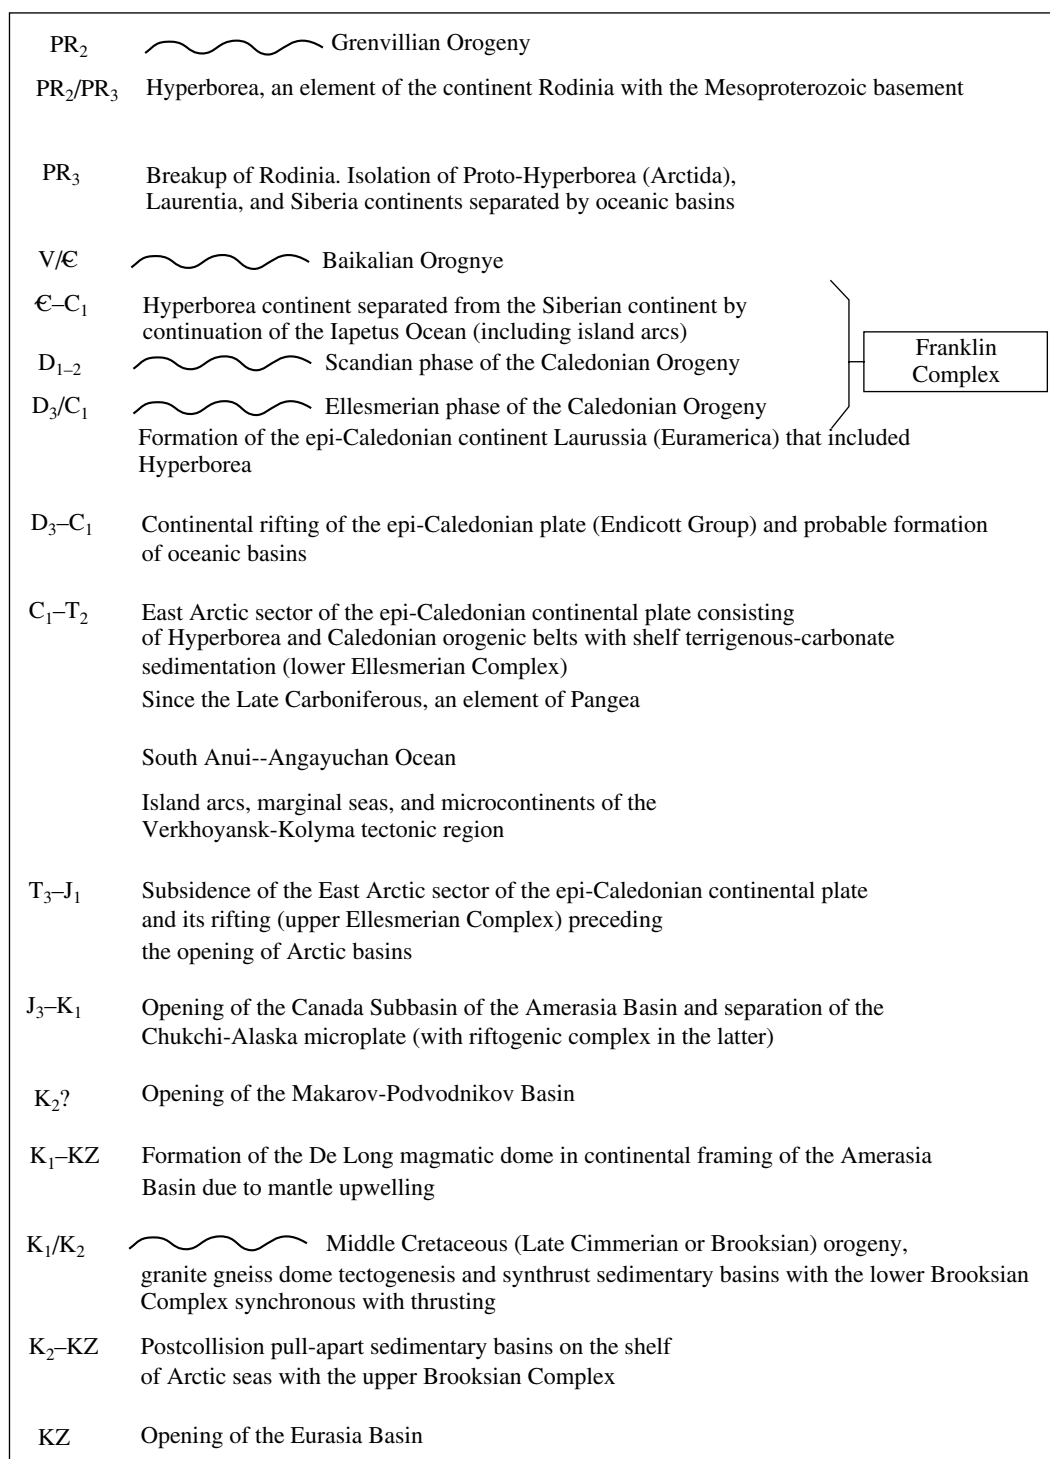 PR₂ Grenvillian Orogeny
PR₂/PR₃ Hyperborea, an element of the continent Rodinia with the Mesoproterozoic basement
PR₃ Breakup of Rodinia. Isolation of Proto-Hyperborea (Arctida),
Laurentia, and Siberia continents separated by oceanic basins
V/Є Baikalian Orognye
Є–C₁ Hyperborea continent separated from the Siberian continent by
continuation of the Iapetus Ocean (including island arcs)
D₁₋₂ Scandian phase of the Caledonian Orogeny
D₃/C₁ Ellesmerian phase of the Caledonian Orogeny
Franklin
Complex
Formation of the epi-Caledonian continent Laurussia (Euramerica) that included
Hyperborea
D₃–C₁ Continental rifting of the epi-Caledonian plate (Endicott Group) and probable formation
of oceanic basins
C₁–T₂ East Arctic sector of the epi-Caledonian continental plate consisting
of Hyperborea and Caledonian orogenic belts with shelf terrigenous-carbonate
sedimentation (lower Ellesmerian Complex)
Since the Late Carboniferous, an element of Pangea
South Anui--Angayuchan Ocean
Island arcs, marginal seas, and microcontinents of the
Verkhoyansk-Kolyma tectonic region
T₃–J₁ Subsidence of the East Arctic sector of the epi-Caledonian continental plate
and its rifting (upper Ellesmerian Complex) preceding
the opening of Arctic basins
J₃–K₁ Opening of the Canada Subbasin of the Amerasia Basin and separation of the
Chukchi-Alaska microplate (with riftogenic complex in the latter)
K₂? Opening of the Makarov-Podvodnikov Basin
K₁–KZ Formation of the De Long magmatic dome in continental framing of the Amerasia
Basin due to mantle upwelling
K₁/K₂ Middle Cretaceous (Late Cimmerian or Brooksian) orogeny,
granite gneiss dome tectogenesis and synthrust sedimentary basins with the lower Brooksian
Complex synchronous with thrusting
K₂–KZ Postcollision pull-apart sedimentary basins on the shelf
of Arctic seas with the upper Brooksian Complex
KZ Opening of the Eurasia Basin